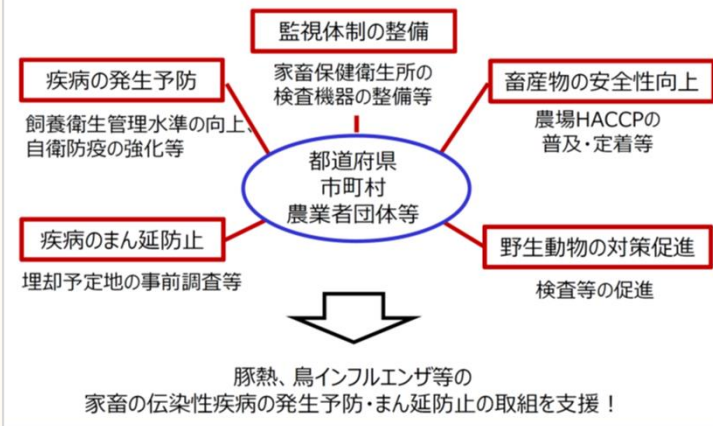 監視体制の整備
家畜保健衛生所の
検査機器の整備等
疾病の発生予防
飼養衛生管理水準の向上、
自衛防疫の強化等
畜産物の安全性向上
農場HACCPの
普及・定着等
都道府県
市町村
農業者団体等
疾病のまん延防止
埋却予定地の事前調査等
野生動物の対策促進
検査等の促進
豚熱、鳥インフルエンザ等の
家畜の伝染性疾病の発生予防・まん延防止の取組を支援！